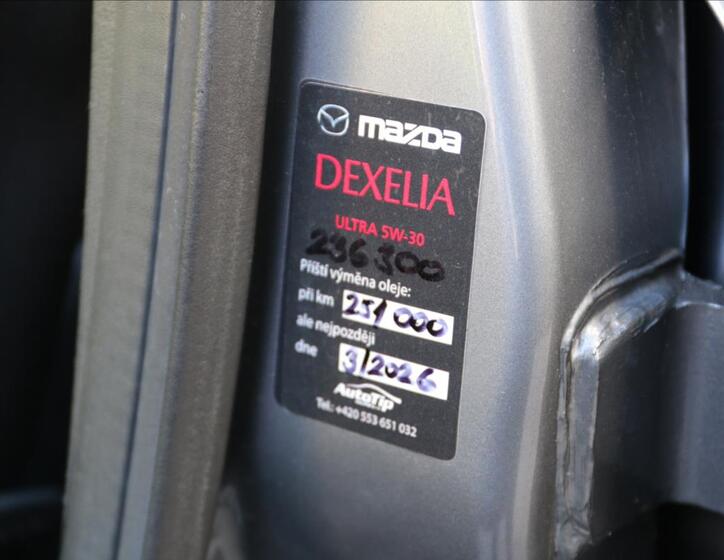 mazda
DEXELIA
ULTRA 5W-30
236 300
Příští výměna oleje:
při km 251 000
ale nejpozději
dne 3/2026
AutoTip
Tel.: +420 553 651 032